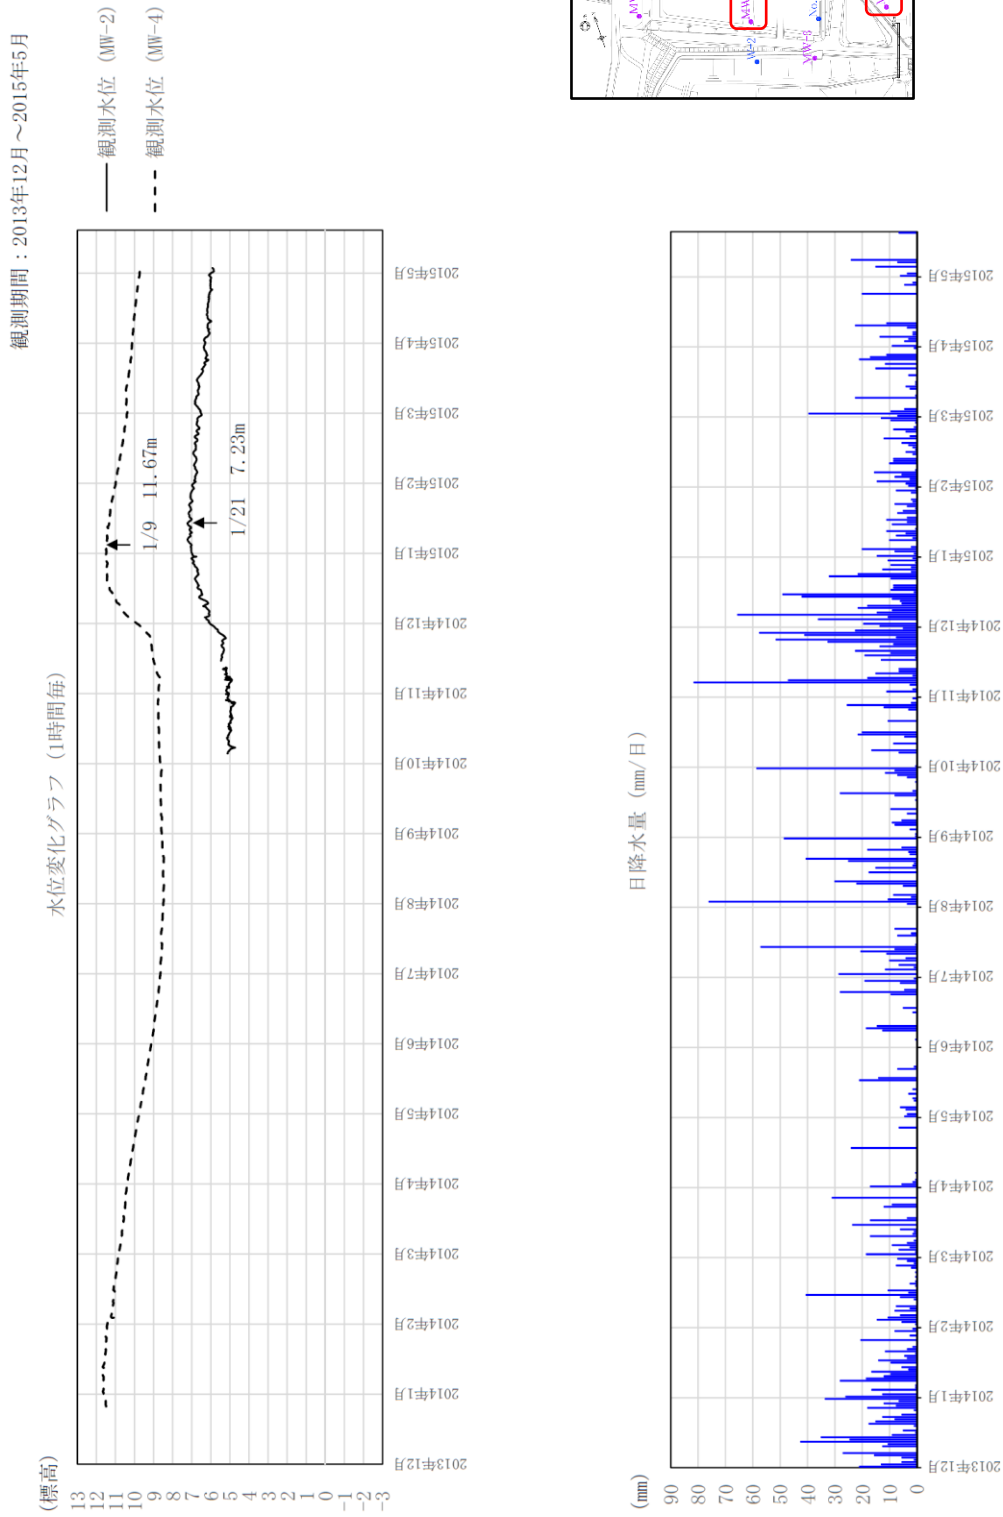 観測期間：2013年12月～2015年5月
水位変化グラフ (1時間毎)
観測水位 (MW-2)
観測水位 (MW-4)
(標高)
13
12
11
10
9
8
7
6
5
4
3
2
1
0
-1
-2
-3
1/9 11.67m
1/21 7.23m
2013年12月
2014年1月
2014年2月
2014年3月
2014年4月
2014年5月
2014年6月
2014年7月
2014年8月
2014年9月
2014年10月
2014年11月
2014年12月
2015年1月
2015年2月
2015年3月
2015年4月
2015年5月
日降水量 (mm/日)
(mm)
90
80
70
60
50
40
30
20
10
0
2013年12月
2014年1月
2014年2月
2014年3月
2014年4月
2014年5月
2014年6月
2014年7月
2014年8月
2014年9月
2014年10月
2014年11月
2014年12月
2015年1月
2015年2月
2015年3月
2015年4月
2015年5月
W-2
MW-3
No.